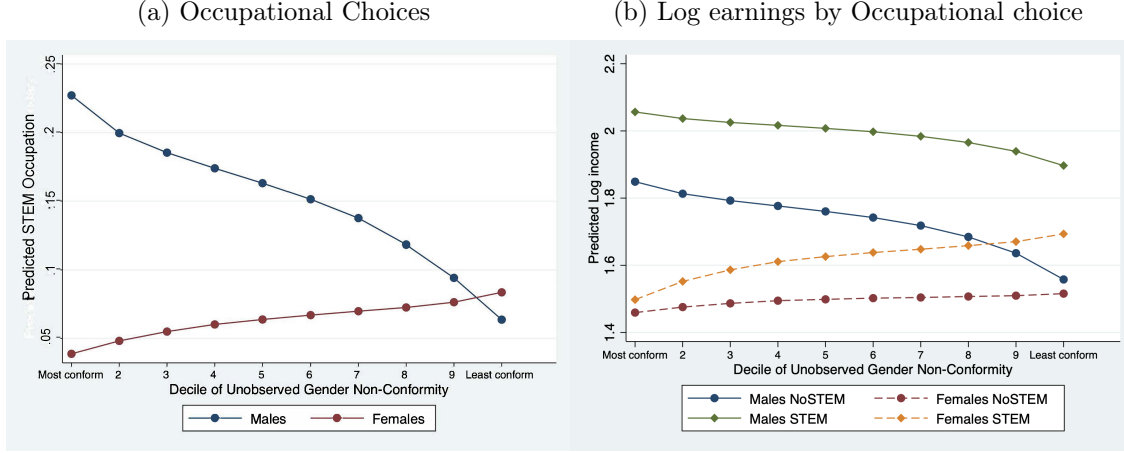 (a) Occupational Choices
Predicted STEM Occupation
.25
.2
.15
.1
.05
Most conform 2 3 4 5 6 7 8 9 Least conform
Decile of Unobserved Gender Non-Conformity
Males Females
(b) Log earnings by Occupational choice
Predicted Log income
2.2
2
1.8
1.6
1.4
Most conform 2 3 4 5 6 7 8 9 Least conform
Decile of Unobserved Gender Non-Conformity
Males NoSTEM Females NoSTEM
Males STEM Females STEM